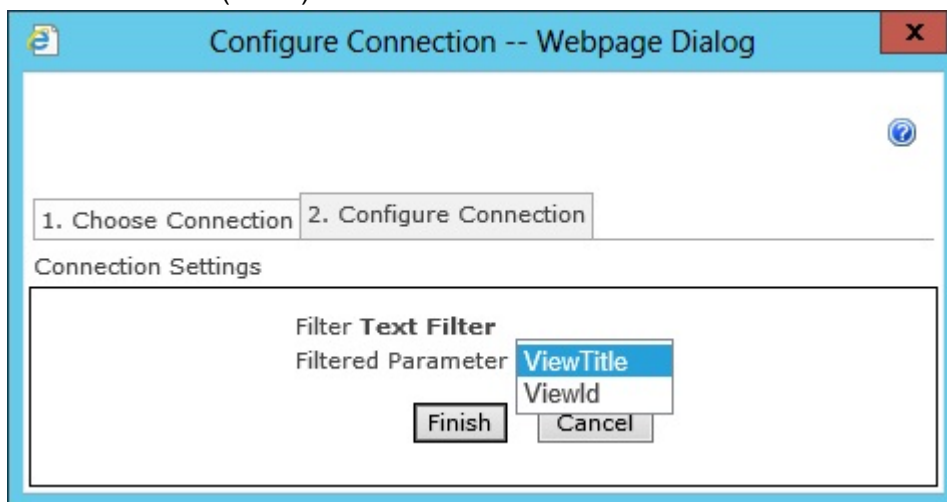 Configure Connection -- Webpage Dialog
x
?
1. Choose Connection 2. Configure Connection
Connection Settings
Filter Text Filter
Filtered Parameter ViewTitle
ViewId
Finish Cancel